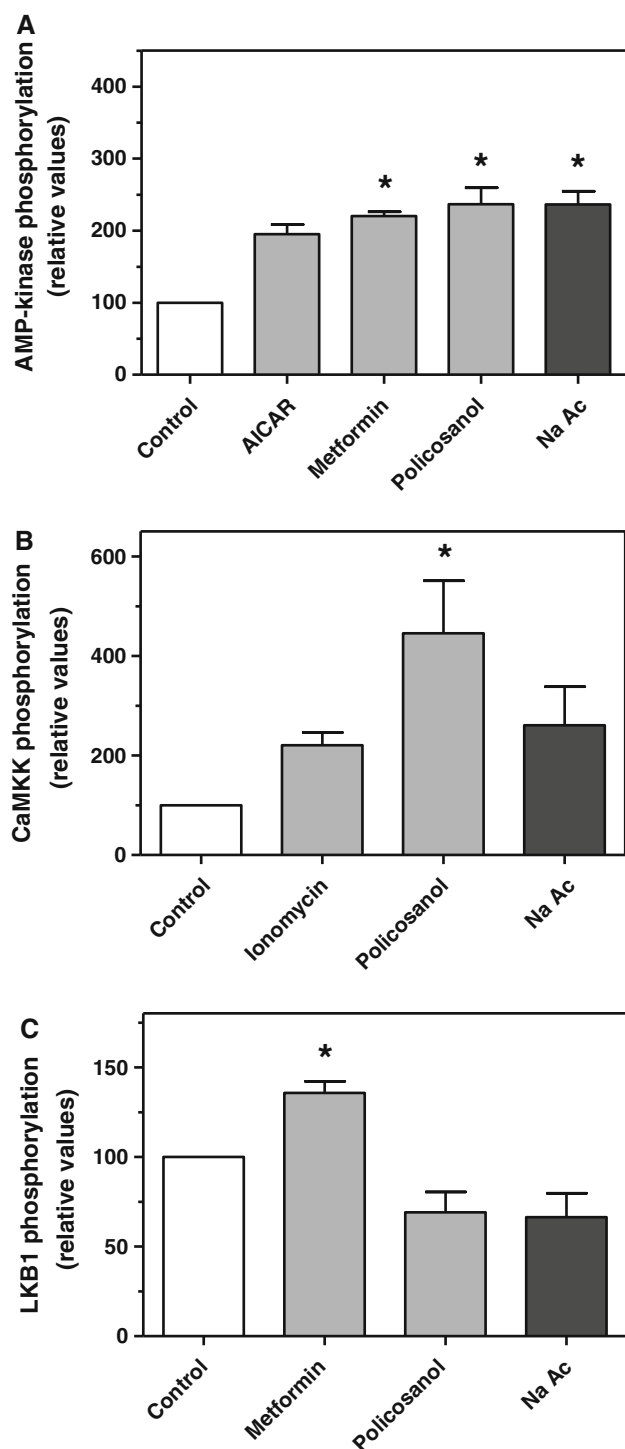 A
AMP-kinase phosphorylation
(relative values)
400
300
200
100
0
*
*
*
Control
AICAR
Metformin
Policosanol
Na Ac
B
CaMKK phosphorylation
(relative values)
600
400
200
0
*
Control
Ionomycin
Policosanol
Na Ac
C
LKB1 phosphorylation
(relative values)
150
100
50
0
*
Control
Metformin
Policosanol
Na Ac